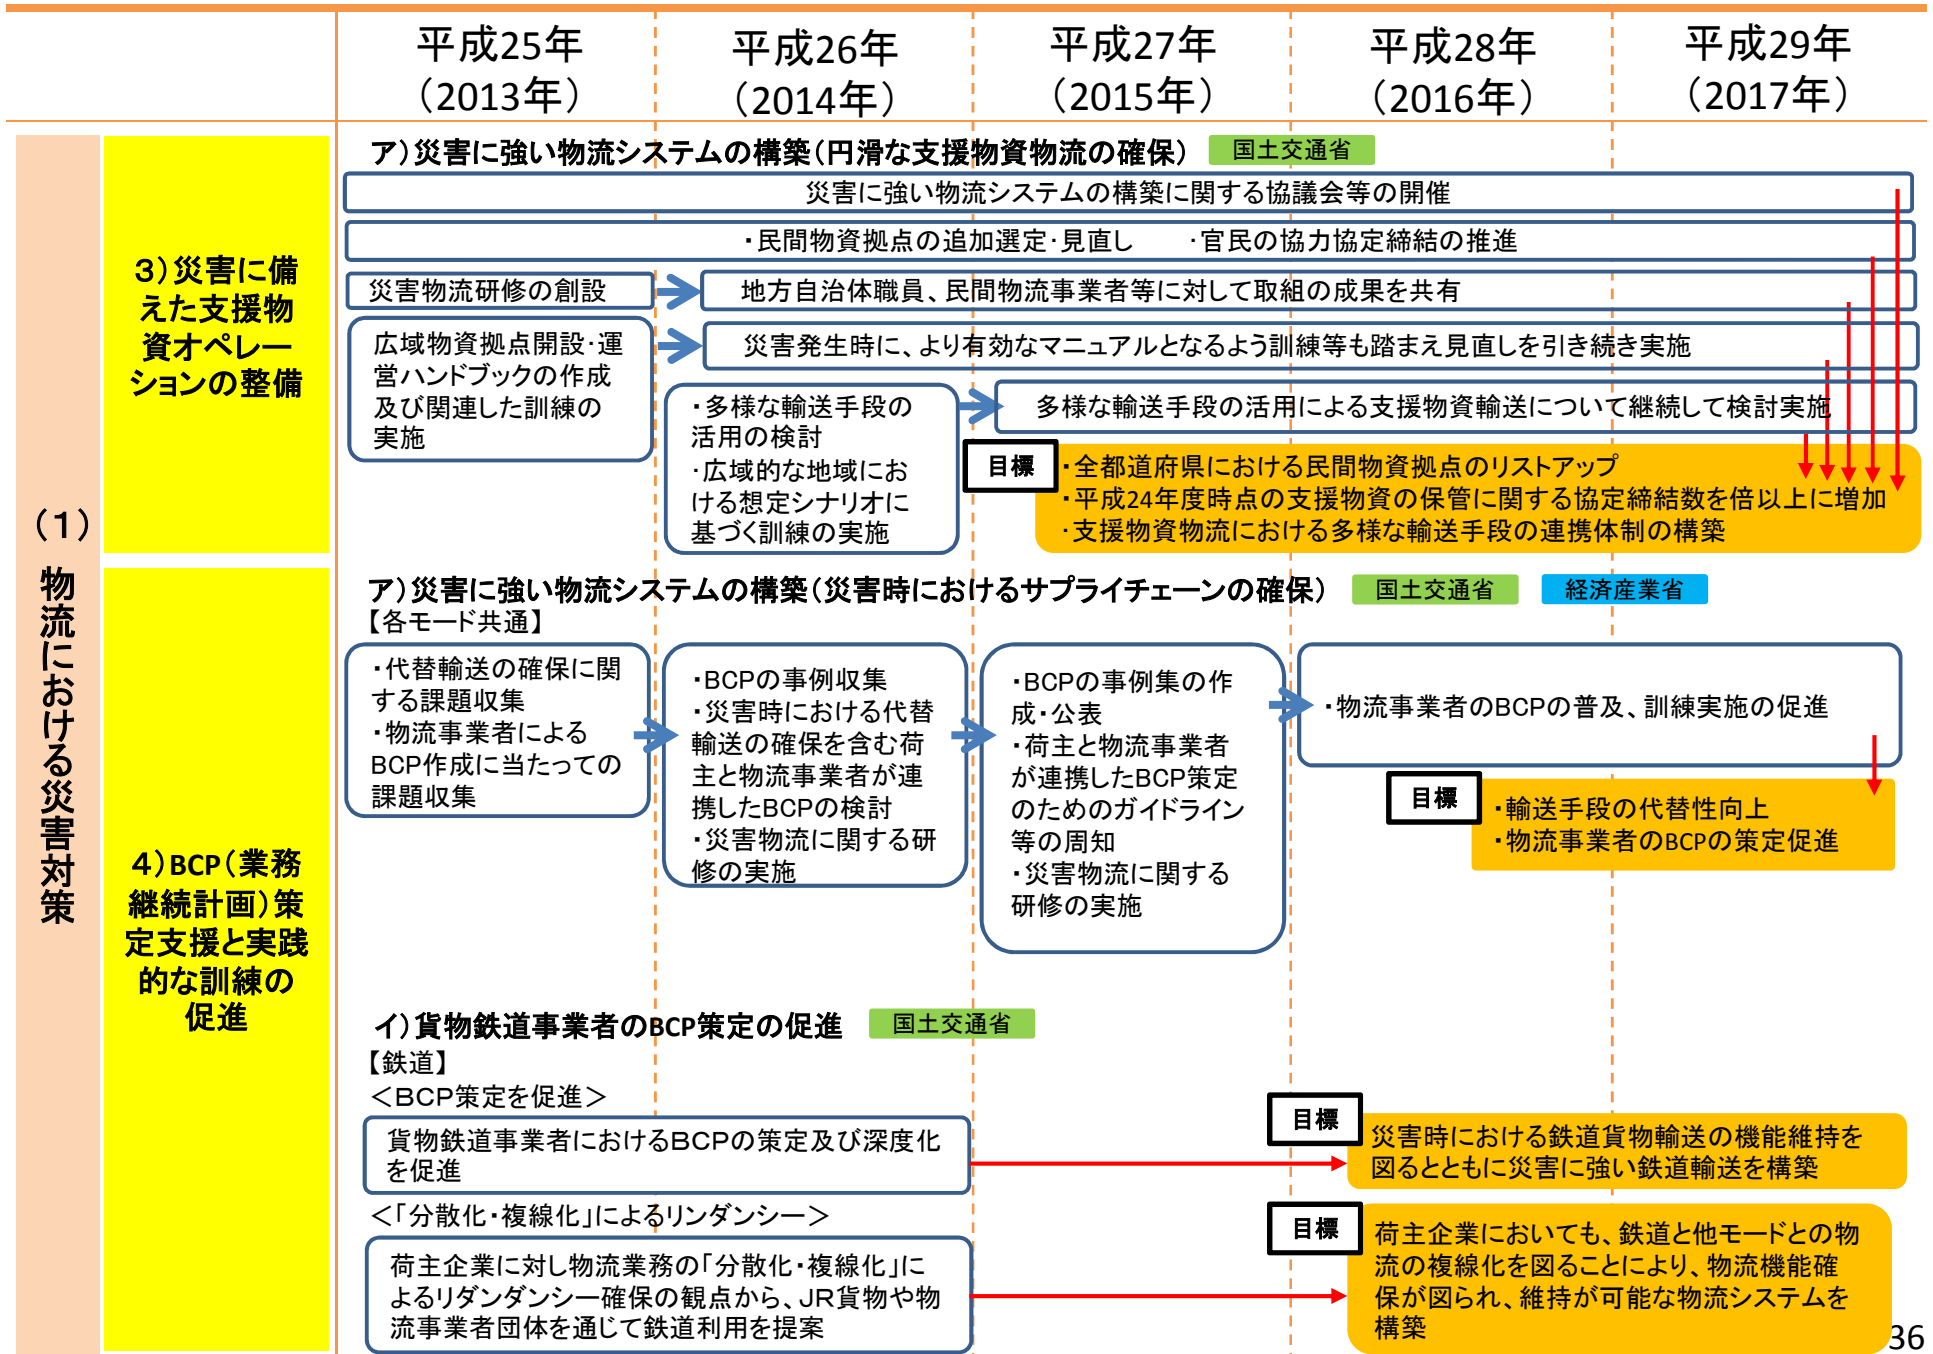 平成25年
（2013年）
平成26年
（2014年）
平成27年
（2015年）
平成28年
（2016年）
平成29年
（2017年）
（１）物流における災害対策
３）災害に備
えた支援物
資オペレー
ションの整備
ア）災害に強い物流システムの構築（円滑な支援物資物流の確保）
国土交通省
災害に強い物流システムの構築に関する協議会等の開催
・民間物資拠点の追加選定・見直し　　・官民の協力協定締結の推進
災害物流研修の創設
地方自治体職員、民間物流事業者等に対して取組の成果を共有
広域物資拠点開設・運
営ハンドブックの作成
及び関連した訓練の
実施
災害発生時に、より有効なマニュアルとなるよう訓練等も踏まえ見直しを引き続き実施
・多様な輸送手段の
活用の検討
・広域的な地域にお
ける想定シナリオに
基づく訓練の実施
多様な輸送手段の活用による支援物資輸送について継続して検討実施
目標
・全都道府県における民間物資拠点のリストアップ
・平成24年度時点の支援物資の保管に関する協定締結数を倍以上に増加
・支援物資物流における多様な輸送手段の連携体制の構築
４）BCP（業務
継続計画）策
定支援と実践
的な訓練の
促進
ア）災害に強い物流システムの構築（災害時におけるサプライチェーンの確保）
国土交通省
経済産業省
【各モード共通】
・代替輸送の確保に関
する課題収集
・物流事業者による
BCP作成に当たっての
課題収集
・BCPの事例収集
・災害時における代替
輸送の確保を含む荷
主と物流事業者が連
携したBCPの検討
・災害物流に関する研
修の実施
・BCPの事例集の作
成・公表
・荷主と物流事業者
が連携したBCP策定
のためのガイドライン
等の周知
・災害物流に関する
研修の実施
・物流事業者のBCPの普及、訓練実施の促進
目標
・輸送手段の代替性向上
・物流事業者のBCPの策定促進
イ）貨物鉄道事業者のBCP策定の促進
国土交通省
【鉄道】
＜ＢＣＰ策定を促進＞
貨物鉄道事業者におけるＢＣＰの策定及び深度化
を促進
目標
災害時における鉄道貨物輸送の機能維持を
図るとともに災害に強い鉄道輸送を構築
＜「分散化・複線化」によるリンダンシー＞
荷主企業に対し物流業務の「分散化・複線化」に
よるリダンダンシー確保の観点から、ＪＲ貨物や物
流事業者団体を通じて鉄道利用を提案
目標
荷主企業においても、鉄道と他モードとの物
流の複線化を図ることにより、物流機能確
保が図られ、維持が可能な物流システムを
構築
36